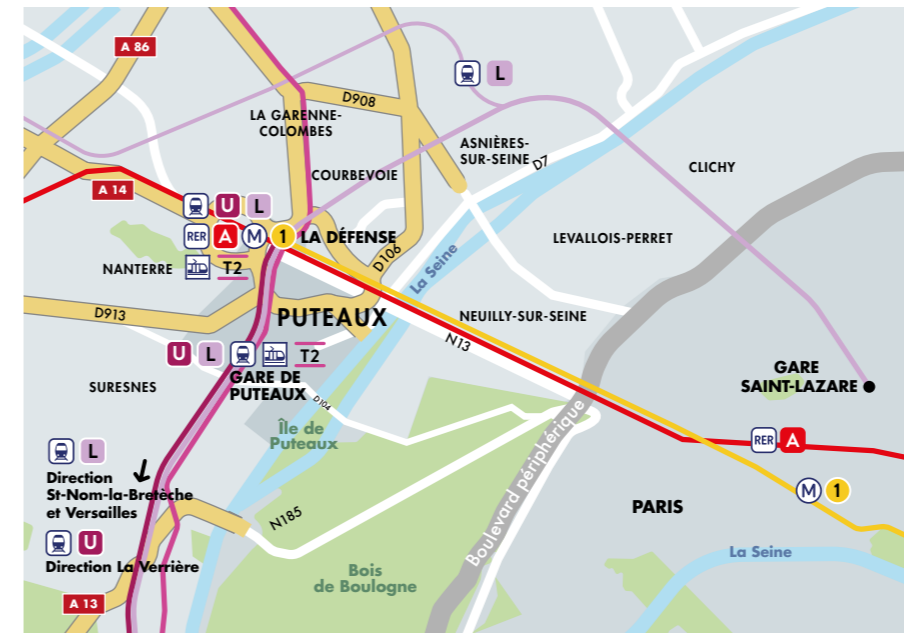 A 86
L
D908
LA GARENNE-
COLOMBES
ASNIÈRES-
SUR-SEINE
D7
CLICHY
COURBEVOIE
A 14
U L
RER A M 1 LA DÉFENSE
LEVALLOIS-PERRET
NANTERRE
T2
D106
La Seine
D913
PUTEAUX
NEUILLY-SUR-SEINE
N13
U L T2
GARE DE
PUTEAUX
SURESNES
D104
GARE
SAINT-LAZARE
Île de
Puteaux
Boulevard périphérique
RER A
L
Direction
St-Nom-la-Bretèche
et Versailles
M 1
PARIS
N185
U
Direction La Verrière
La Seine
Bois
de Boulogne
A 13